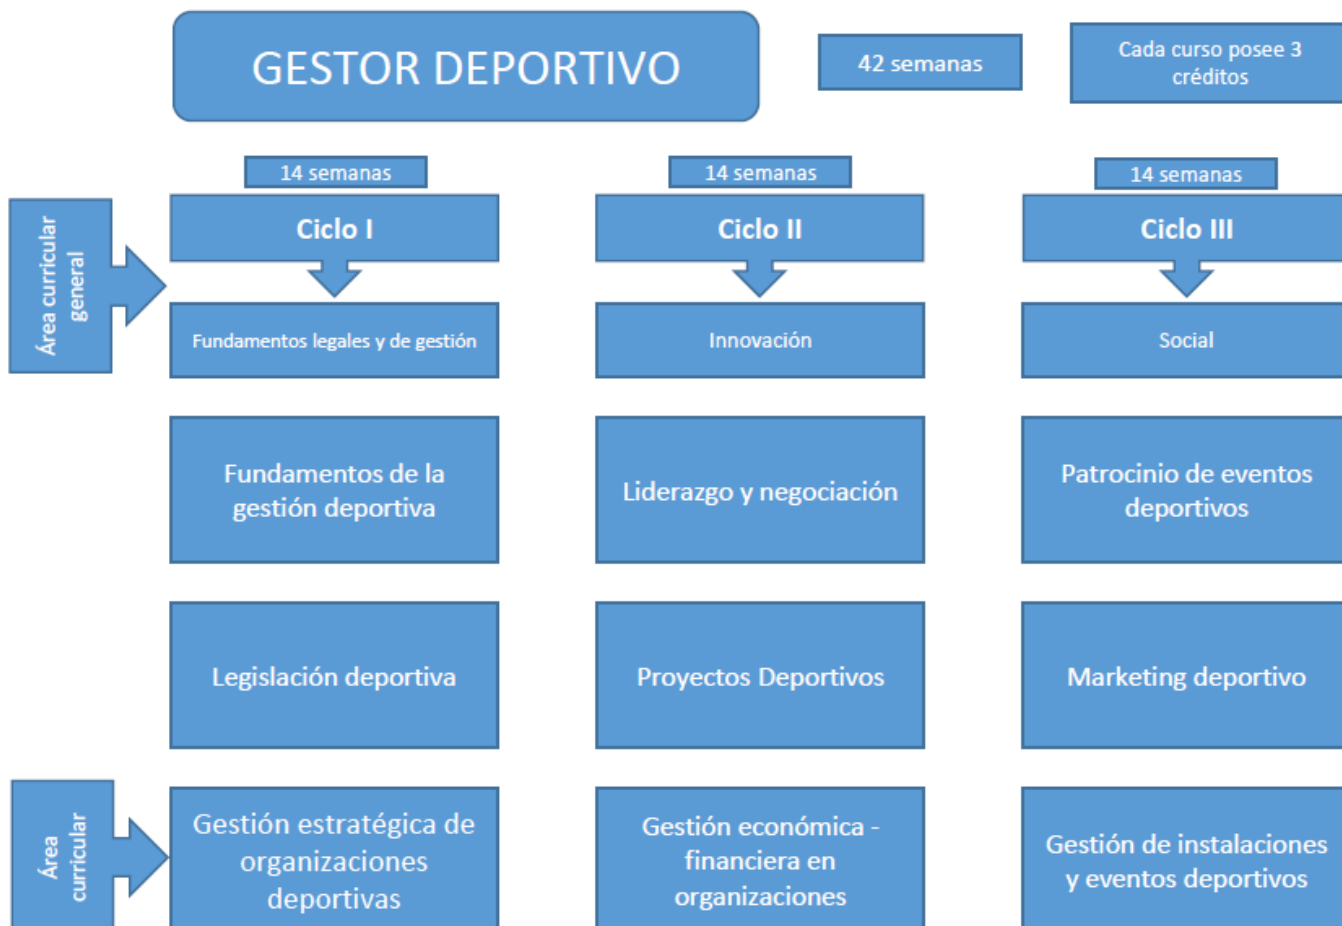 GESTOR DEPORTIVO
42 semanas
Cada curso posee 3
créditos
14 semanas
14 semanas
14 semanas
Área curricular
general
Ciclo I
Ciclo II
Ciclo III
Fundamentos legales y de gestión
Innovación
Social
Fundamentos de la
gestión deportiva
Liderazgo y negociación
Patrocinio de eventos
deportivos
Legislación deportiva
Proyectos Deportivos
Marketing deportivo
Área
curricular
Gestión estratégica de
organizaciones
deportivas
Gestión económica -
financiera en
organizaciones
Gestión de instalaciones
y eventos deportivos